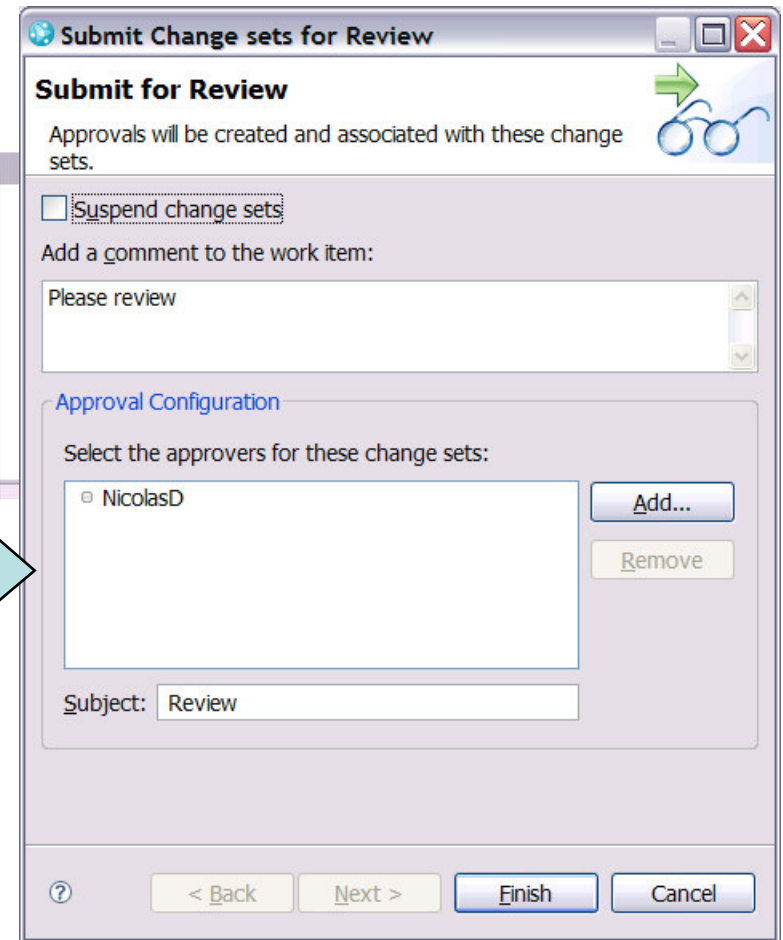 Submit Change sets for Review
Submit for Review
Approvals will be created and associated with these change
sets.
Suspend change sets
Add a comment to the work item:
Please review
Approval Configuration
Select the approvers for these change sets:
NicolasD
Add...
Remove
Subject: Review
? < Back Next > Finish Cancel